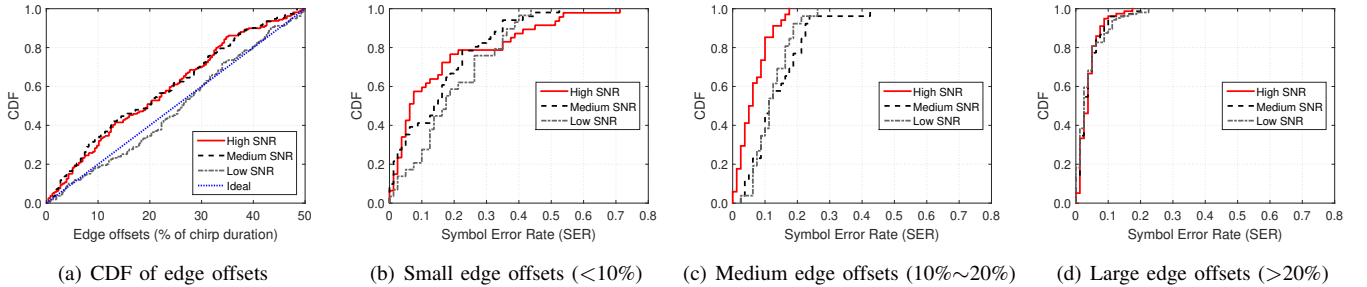 CDF
1.0
0.8
0.6
0.4
0.2
0.0
0
10
20
30
40
50
Edge offsets (% of chirp duration)
High SNR
Medium SNR
Low SNR
Ideal
(a) CDF of edge offsets
CDF
1.0
0.8
0.6
0.4
0.2
0.0
0
0.1
0.2
0.3
0.4
0.5
0.6
0.7
0.8
Symbol Error Rate (SER)
High SNR
Medium SNR
Low SNR
(b) Small edge offsets (<10%)
CDF
1.0
0.8
0.6
0.4
0.2
0.0
0
0.1
0.2
0.3
0.4
0.5
0.6
0.7
0.8
Symbol Error Rate (SER)
High SNR
Medium SNR
Low SNR
(c) Medium edge offsets (10%∼20%)
CDF
1.0
0.8
0.6
0.4
0.2
0.0
0
0.1
0.2
0.3
0.4
0.5
0.6
0.7
0.8
Symbol Error Rate (SER)
High SNR
Medium SNR
Low SNR
(d) Large edge offsets (>20%)